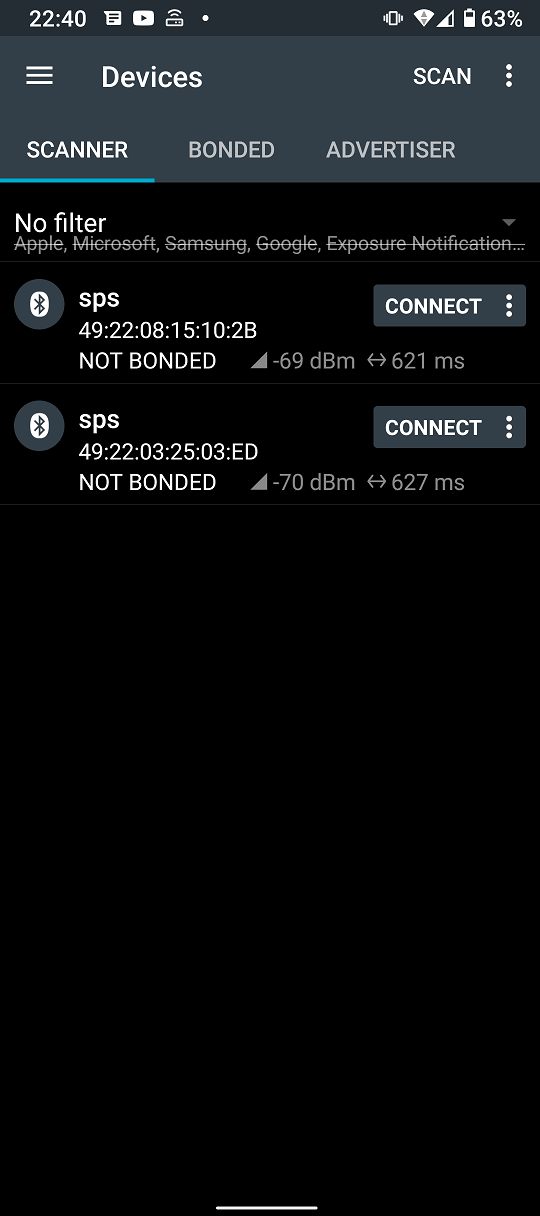 22:40 63%
Devices SCAN
SCANNER BONDED ADVERTISER
No filter
Apple, Microsoft, Samsung, Google, Exposure Notification...
sps
CONNECT
49:22:08:15:10:2B
NOT BONDED -69 dBm 621 ms
sps
CONNECT
49:22:03:25:03:ED
NOT BONDED -70 dBm 627 ms